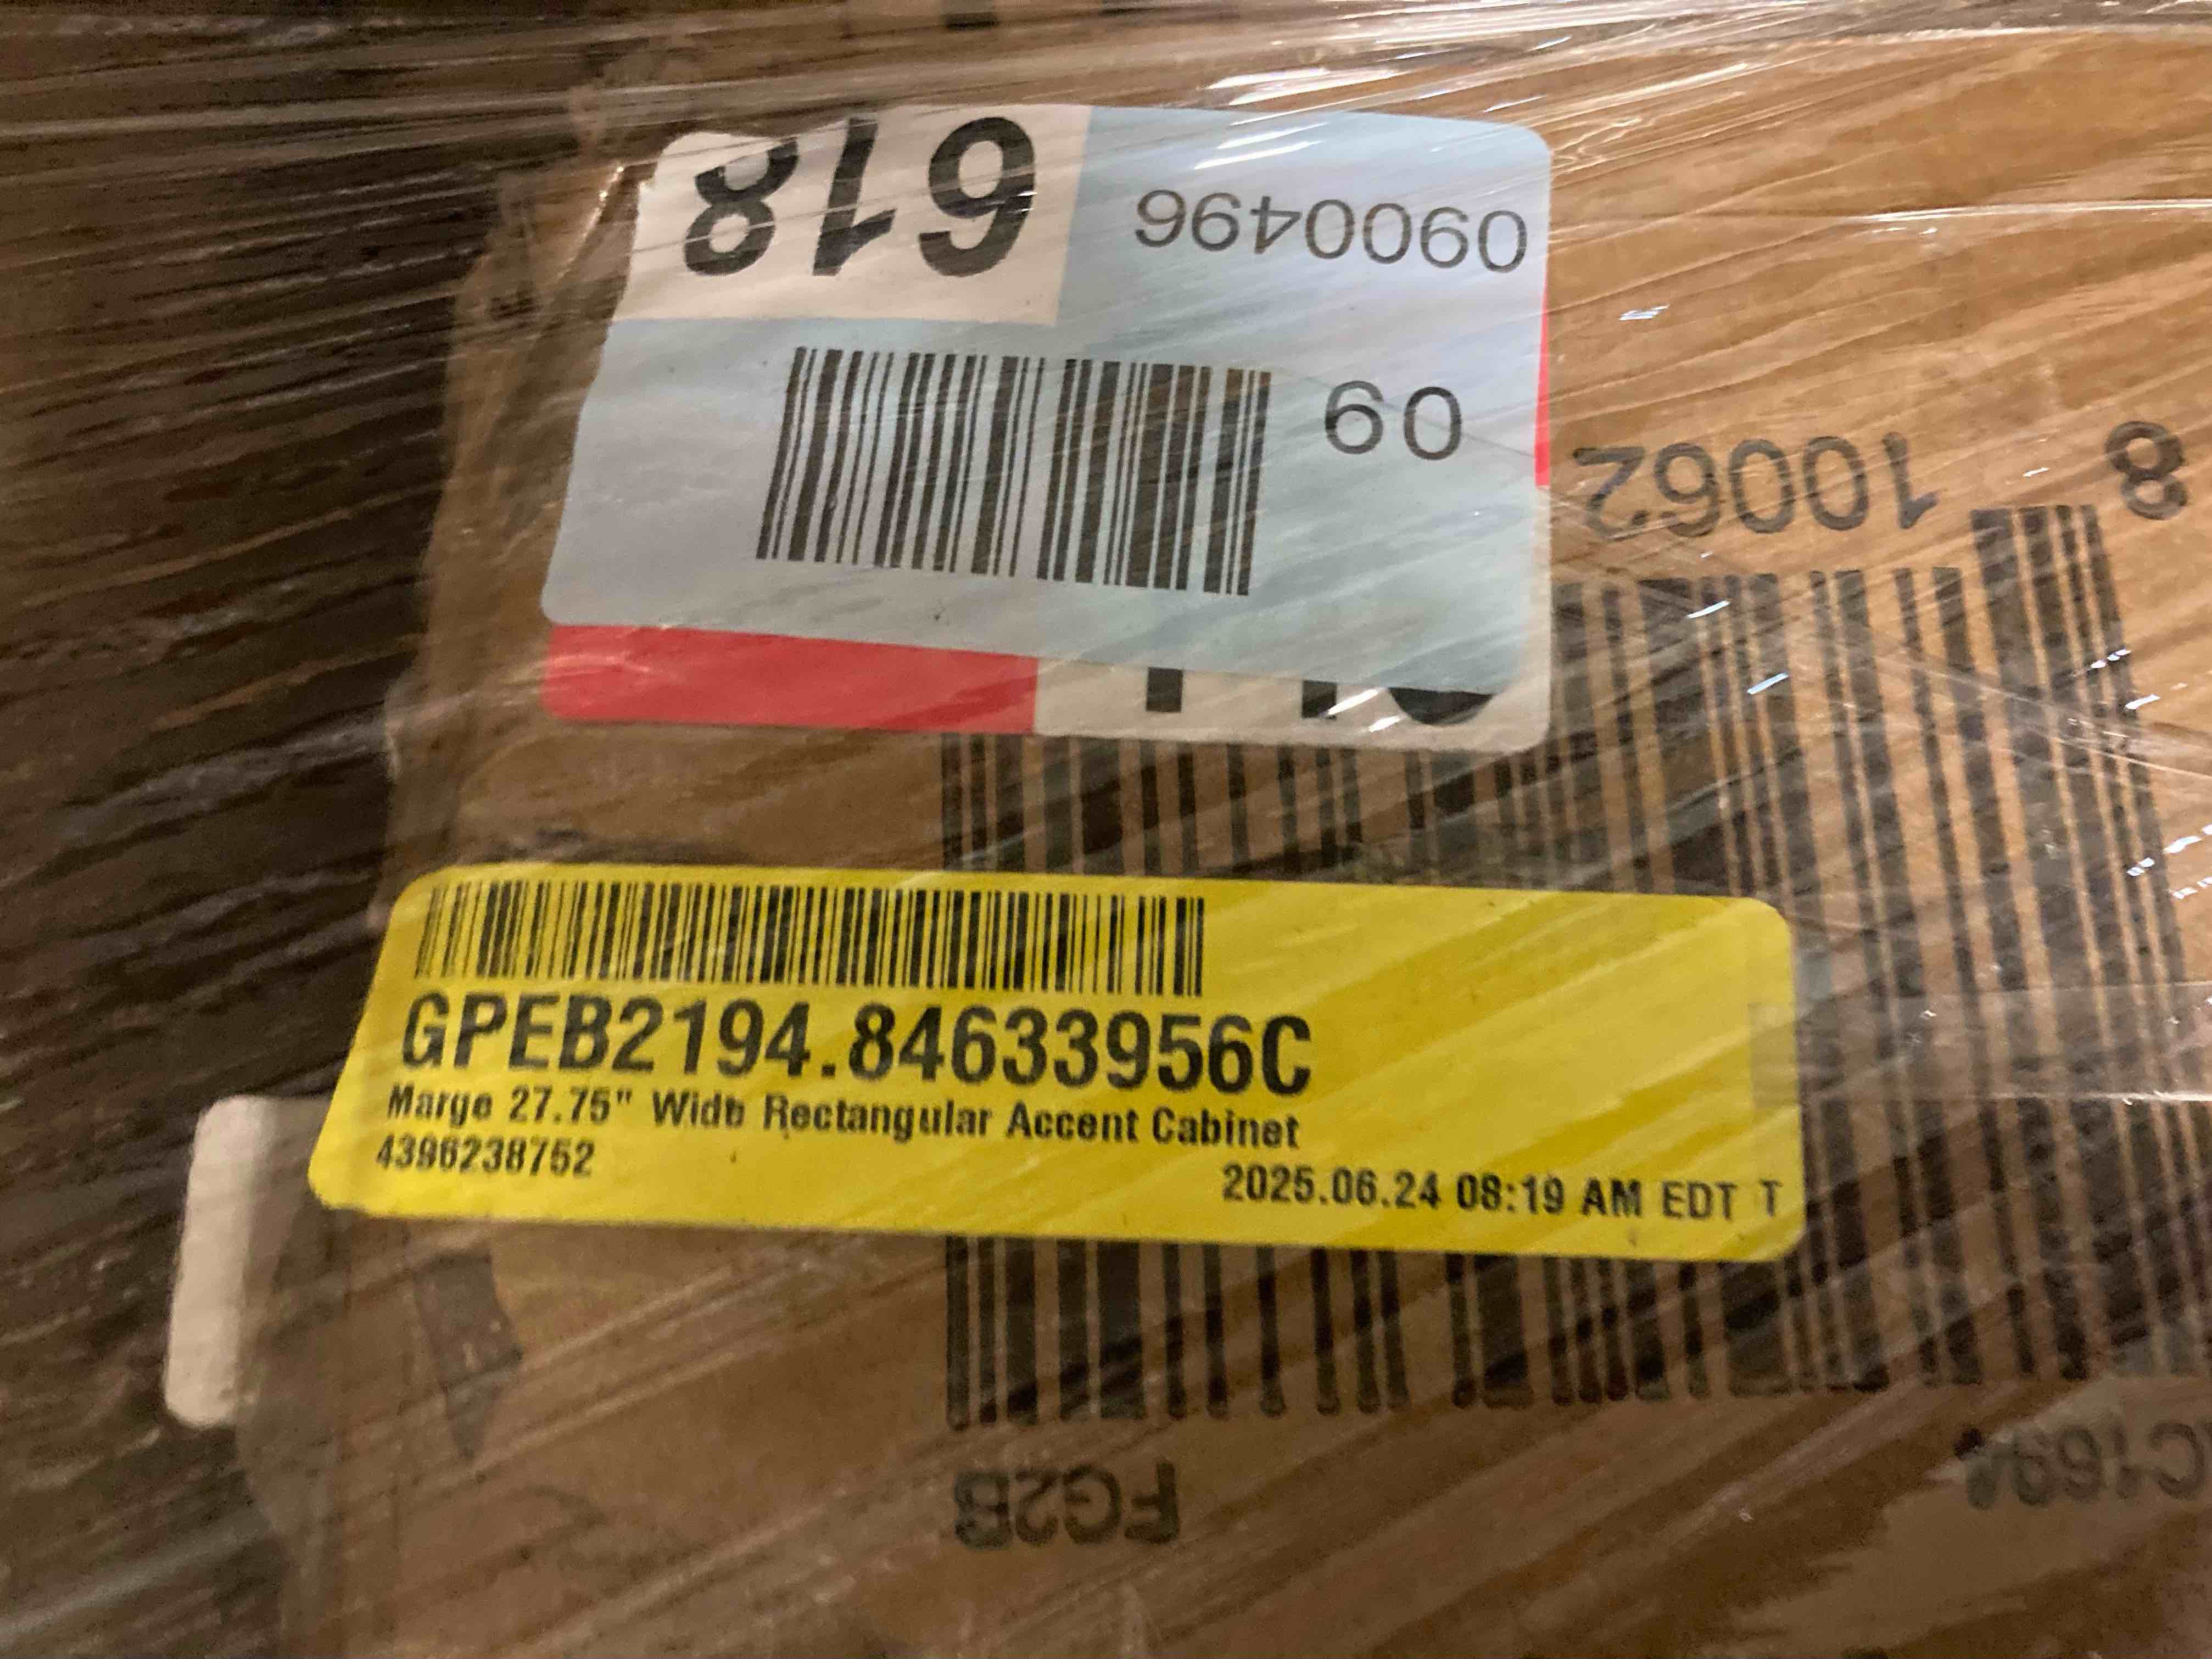 618
0900496
09
10062
8
GPEB2194.84633956C
Marge 27.75" Wide Rectangular Accent Cabinet
4396238752
2025.06.24 08:19 AM EDT T
FG2B